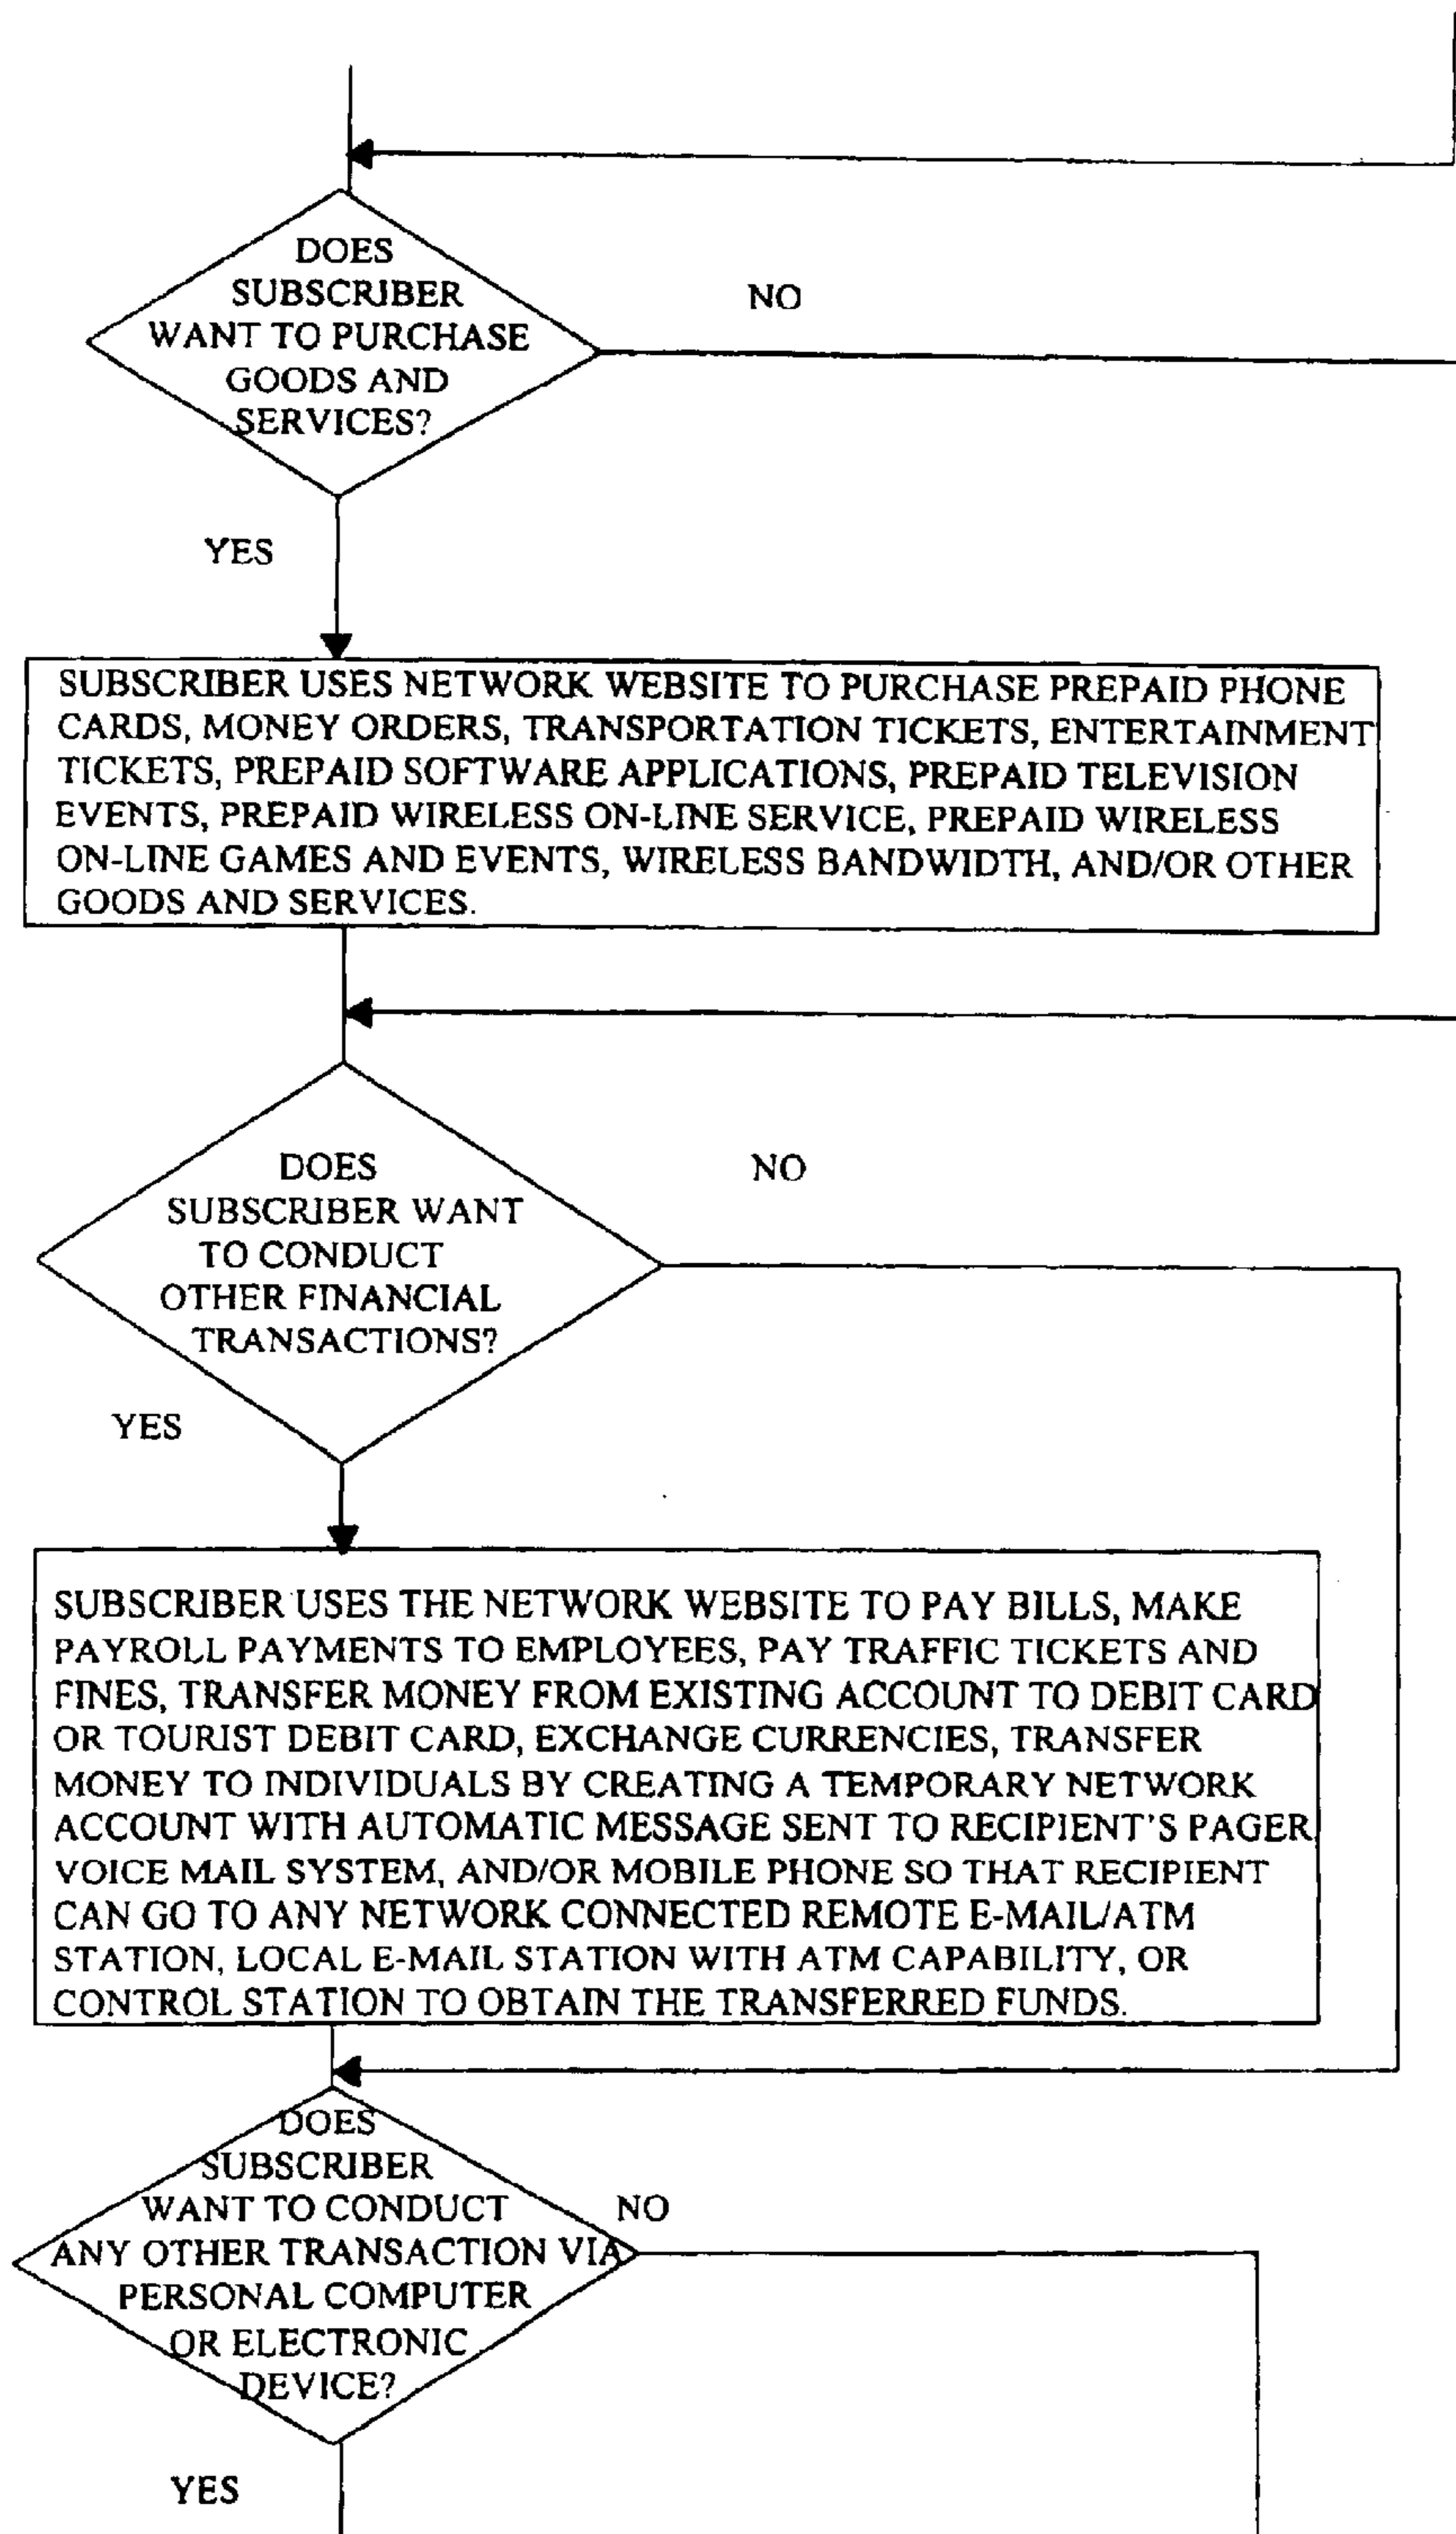 DOES
SUBSCRIBER
WANT TO PURCHASE
GOODS AND
SERVICES?
NO
YES
SUBSCRIBER USES NETWORK WEBSITE TO PURCHASE PREPAID PHONE
CARDS, MONEY ORDERS, TRANSPORTATION TICKETS, ENTERTAINMENT
TICKETS, PREPAID SOFTWARE APPLICATIONS, PREPAID TELEVISION
EVENTS, PREPAID WIRELESS ON-LINE SERVICE, PREPAID WIRELESS
ON-LINE GAMES AND EVENTS, WIRELESS BANDWIDTH, AND/OR OTHER
GOODS AND SERVICES.
DOES
SUBSCRIBER WANT
TO CONDUCT
OTHER FINANCIAL
TRANSACTIONS?
NO
YES
SUBSCRIBER USES THE NETWORK WEBSITE TO PAY BILLS, MAKE
PAYROLL PAYMENTS TO EMPLOYEES, PAY TRAFFIC TICKETS AND
FINES, TRANSFER MONEY FROM EXISTING ACCOUNT TO DEBIT CARD
OR TOURIST DEBIT CARD, EXCHANGE CURRENCIES, TRANSFER
MONEY TO INDIVIDUALS BY CREATING A TEMPORARY NETWORK
ACCOUNT WITH AUTOMATIC MESSAGE SENT TO RECIPIENT'S PAGER
VOICE MAIL SYSTEM, AND/OR MOBILE PHONE SO THAT RECIPIENT
CAN GO TO ANY NETWORK CONNECTED REMOTE E-MAIL/ATM
STATION, LOCAL E-MAIL STATION WITH ATM CAPABILITY, OR
CONTROL STATION TO OBTAIN THE TRANSFERRED FUNDS.
DOES
SUBSCRIBER
WANT TO CONDUCT
ANY OTHER TRANSACTION VIA
PERSONAL COMPUTER
OR ELECTRONIC
DEVICE?
NO
YES